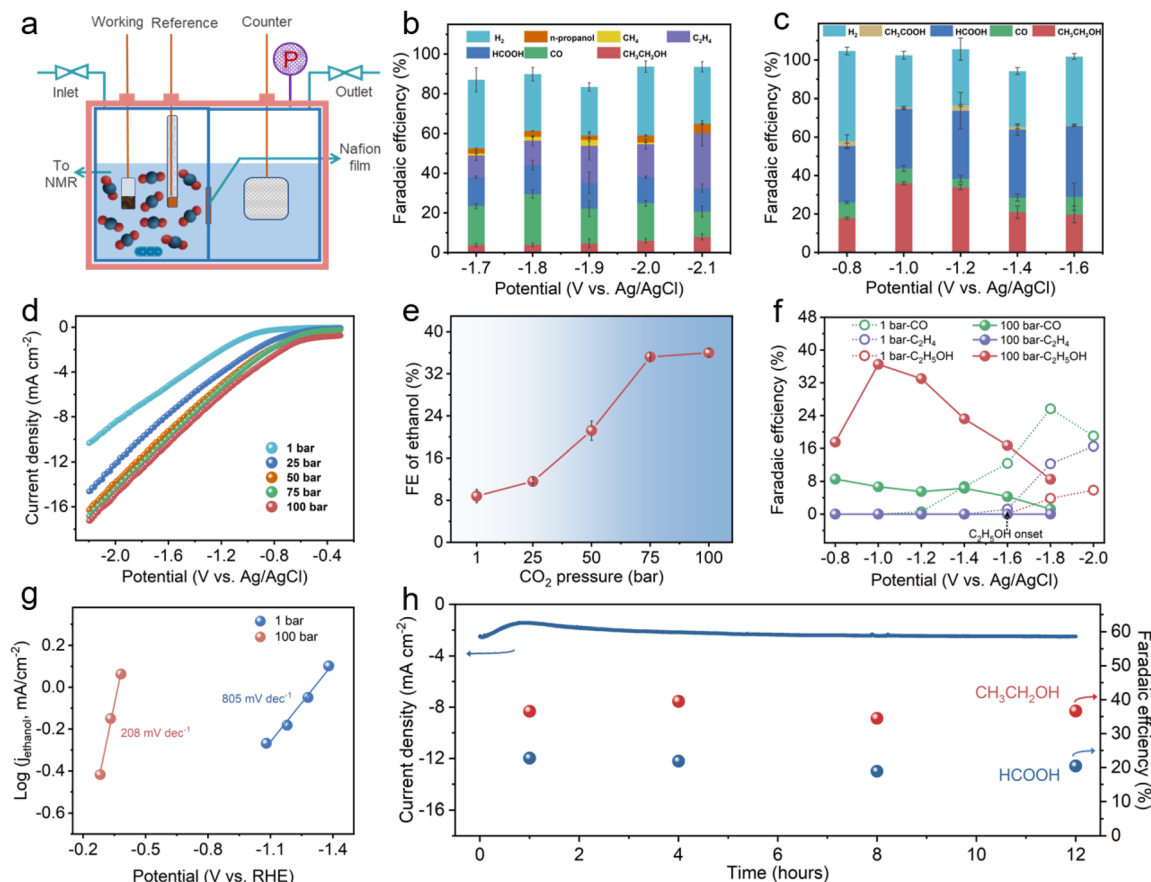 a
Working
Reference
Counter
P
Inlet
Outlet
To
NMR
Nafion
film
b
H2 n-propanol CH4 C2H4
HCOOH CO CH3CH2OH
Faradaic effciency (%)
100
80
60
40
20
0
-1.7 -1.8 -1.9 -2.0 -2.1
Potential (V vs. Ag/AgCl)
c
H2 CH3COOH HCOOH CO CH3CH2OH
Faradaic effciency (%)
120
100
80
60
40
20
0
-0.8 -1.0 -1.2 -1.4 -1.6
Potential (V vs. Ag/AgCl)
d
Current density (mA cm-2)
0
-4
-8
-12
-16
1 bar
25 bar
50 bar
75 bar
100 bar
-2.0 -1.6 -1.2 -0.8 -0.4
Potential (V vs. Ag/AgCl)
e
FE of ethanol (%)
40
32
24
16
8
0
1 25 50 75 100
CO2 pressure (bar)
f
Faradaic effciency (%)
48
40
32
24
16
8
0
1 bar-CO 100 bar-CO
1 bar-C2H4 100 bar-C2H4
1 bar-C2H5OH 100 bar-C2H5OH
C2H5OH onset
-0.8 -1.0 -1.2 -1.4 -1.6 -1.8 -2.0
Potential (V vs. Ag/AgCl)
g
Log (jethanol, mA/cm-2)
0.2
0.0
-0.2
-0.4
-0.6
1 bar
100 bar
805 mV dec-1
208 mV dec-1
-0.2 -0.5 -1.1 -1.4
Potential (V vs. RHE)
h
Current density (mA cm-2)
0
-4
-8
-12
-16
CH3CH2OH
HCOOH
60
50
40
30
20
10
0
Faradaic effciency (%)
0 2 4 6 8 10 12
Time (hours)